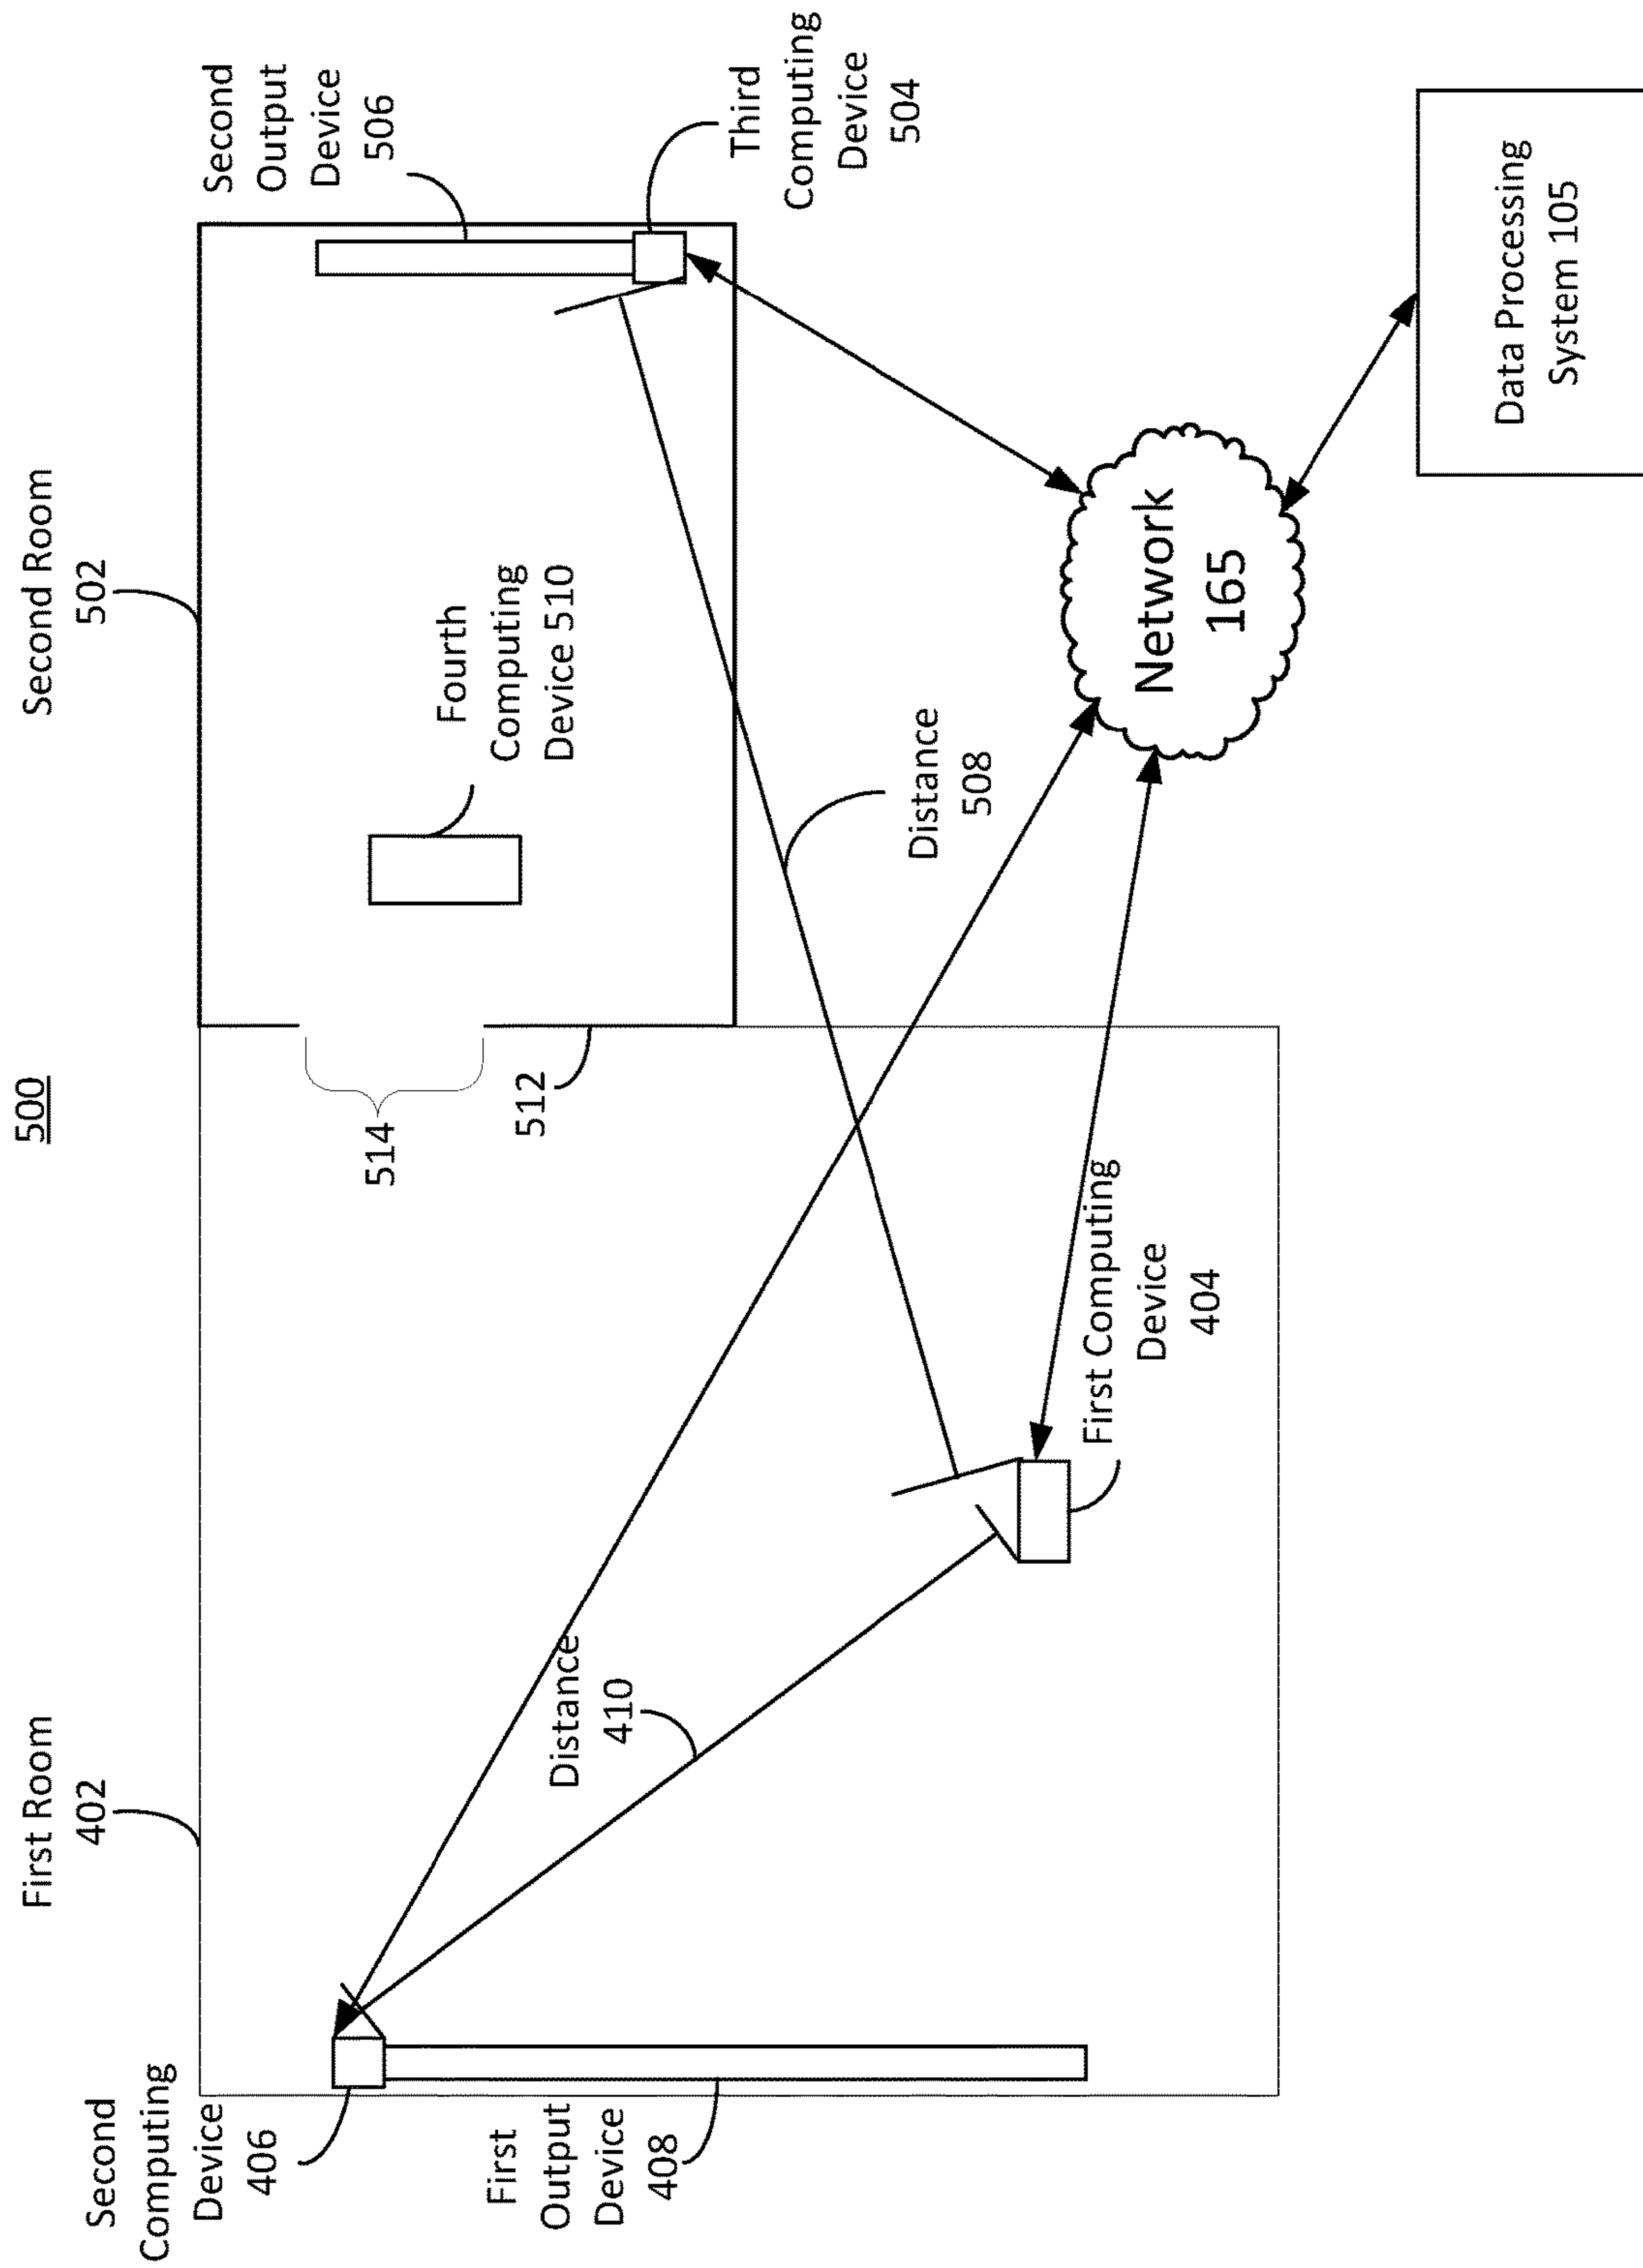 500
First Room
402
Second Room
502
Second
Computing
Device
406
First
Output
Device
408
Distance
410
First Computing
Device
404
514
512
Fourth
Computing
Device 510
Second
Output
Device
506
Third
Computing
Device
504
Distance
508
Network
165
Data Processing
System 105